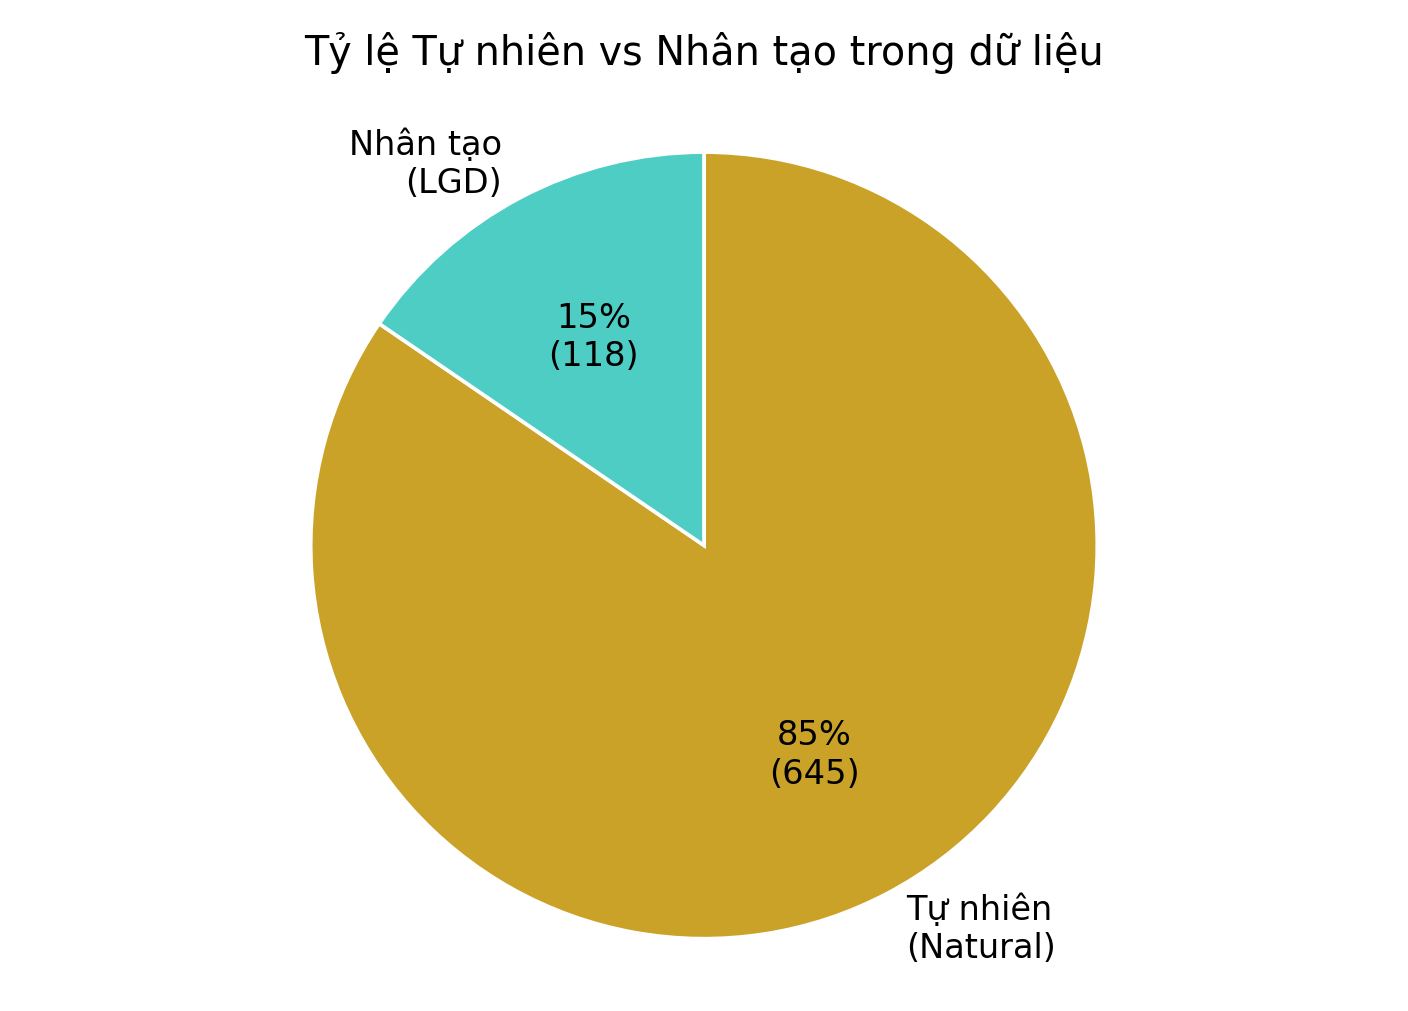 Tỷ lệ Tự nhiên vs Nhân tạo trong dữ liệu
Nhân tạo
(LGD)
15%
(118)
85%
(645)
Tự nhiên
(Natural)